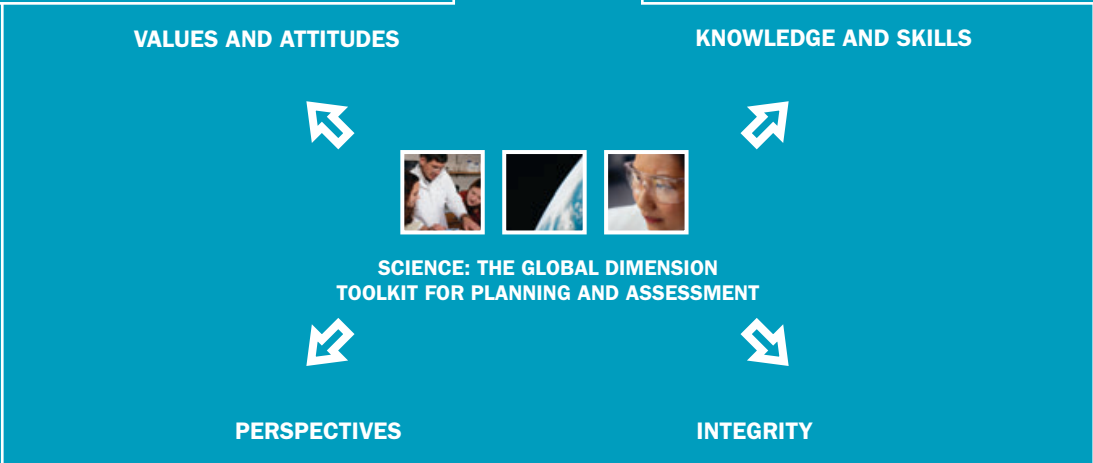 VALUES AND ATTITUDES
KNOWLEDGE AND SKILLS
SCIENCE: THE GLOBAL DIMENSION
TOOLKIT FOR PLANNING AND ASSESSMENT
PERSPECTIVES
INTEGRITY